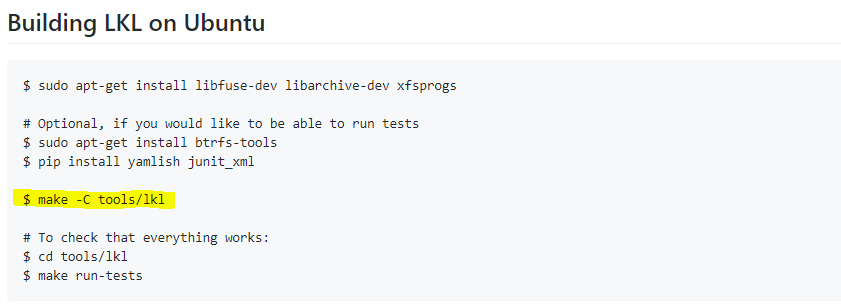 Building LKL on Ubuntu
$ sudo apt-get install libfuse-dev libarchive-dev xfsprogs
# Optional, if you would like to be able to run tests
$ sudo apt-get install btrfs-tools
$ pip install yamlish junit_xml
$ make -C tools/lkl
# To check that everything works:
$ cd tools/lkl
$ make run-tests